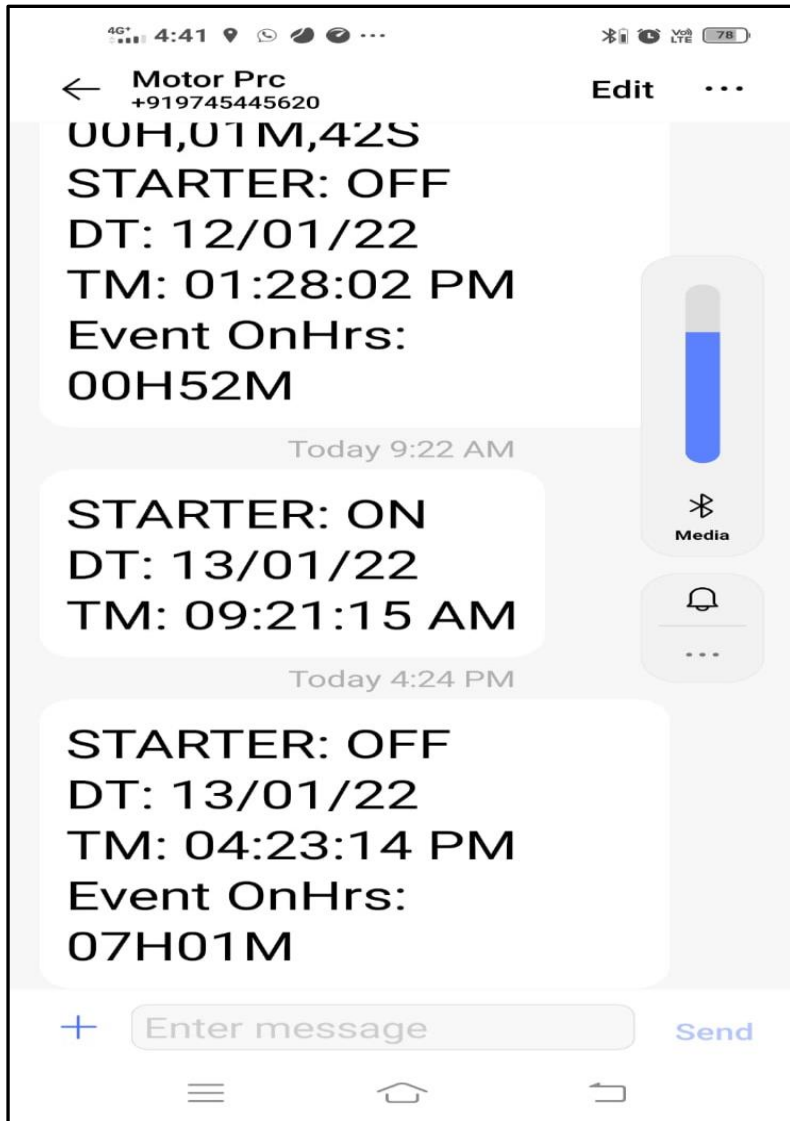 4G+ 4:41 ... Vo)) LTE 78
Motor Prc
+919745445620
Edit ...
00H,01M,42S
STARTER: OFF
DT: 12/01/22
TM: 01:28:02 PM
Event OnHrs:
00H52M
Today 9:22 AM
STARTER: ON
DT: 13/01/22
TM: 09:21:15 AM
Media
Today 4:24 PM
STARTER: OFF
DT: 13/01/22
TM: 04:23:14 PM
Event OnHrs:
07H01M
Enter message
Send